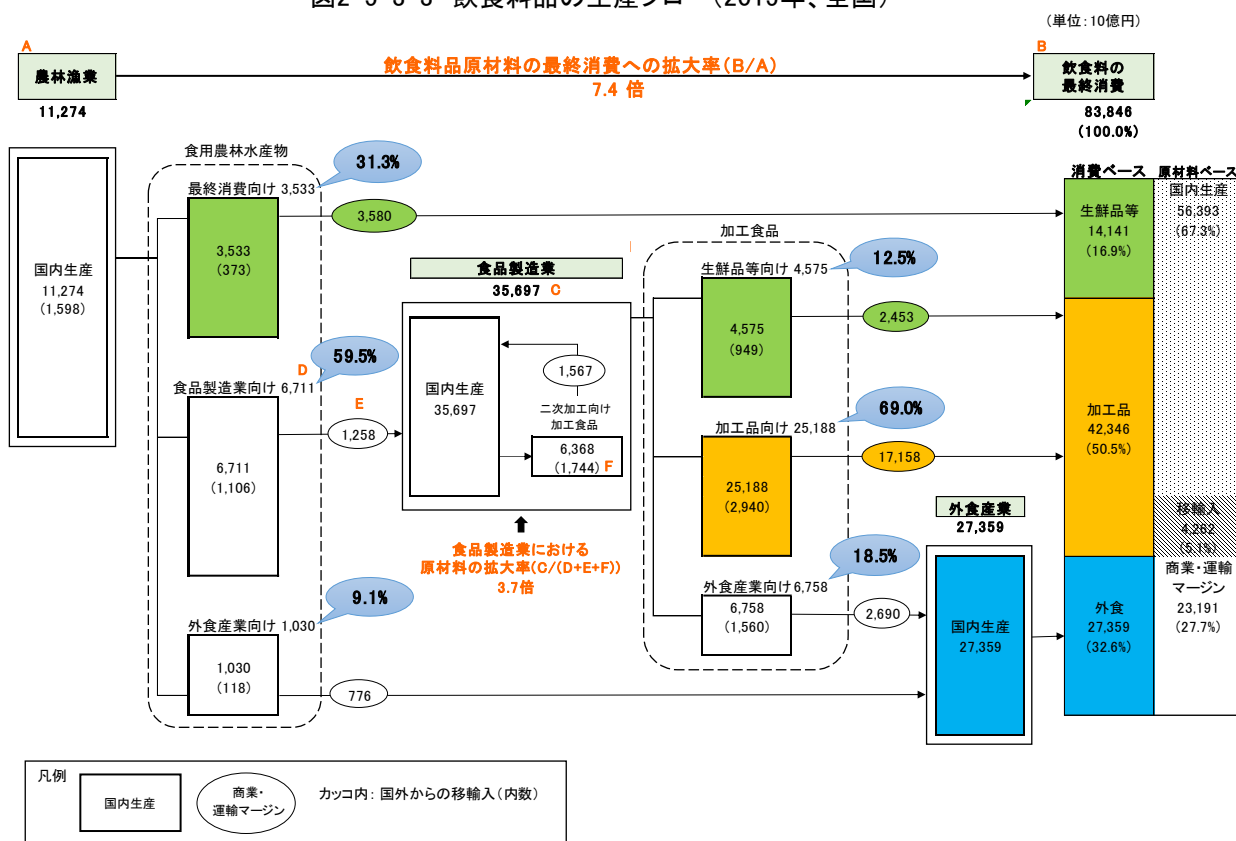 (単位:10億円)
A
農林漁業
11,274
飲食料品原材料の最終消費への拡大率(B/A)
7.4 倍
B
飲食料の
最終消費
83,846
(100.0%)
食用農林水産物
31.3%
最終消費向け 3,533
3,533
(373)
3,580
国内生産
11,274
(1,598)
59.5%
D
食品製造業向け 6,711
6,711
(1,106)
E
1,258
9.1%
外食産業向け 1,030
1,030
(118)
776
食品製造業
35,697 C
国内生産
35,697
1,567
二次加工向け
加工食品
6,368
(1,744) F
食品製造業における
原材料の拡大率(C/(D+E+F))
3.7倍
加工食品
12.5%
生鮮品等向け 4,575
4,575
(949)
2,453
69.0%
加工品向け 25,188
25,188
(2,940)
17,158
18.5%
外食産業向け 6,758
6,758
(1,560)
2,690
外食産業
27,359
国内生産
27,359
消費ベース
生鮮品等
14,141
(16.9%)
加工品
42,346
(50.5%)
外食
27,359
(32.6%)
原材料ベース
国内生産
56,393
(67.3%)
移輸入
4,262
(5.1%)
商業・運輸
マージン
23,191
(27.7%)
凡例
国内生産
商業・
運輸マージン
カッコ内: 国外からの移輸入(内数)